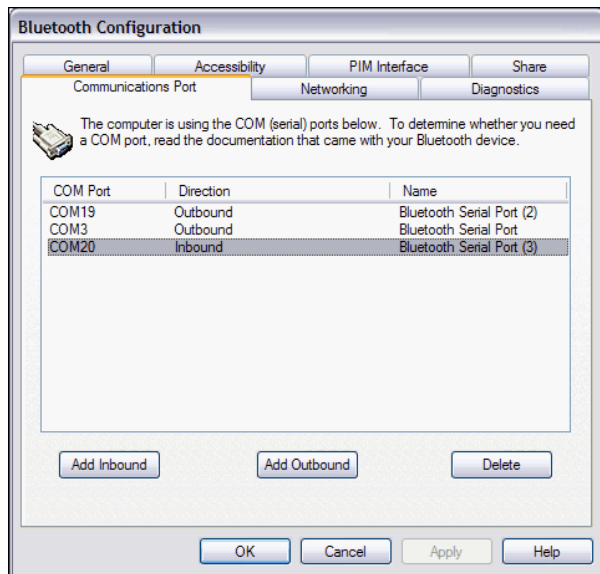 Bluetooth Configuration
General Accessibility PIM Interface Share
Communications Port Networking Diagnostics
The computer is using the COM (serial) ports below. To determine whether you need
a COM port, read the documentation that came with your Bluetooth device.
COM Port Direction Name
COM19 Outbound Bluetooth Serial Port (2)
COM3 Outbound Bluetooth Serial Port
COM20 Inbound Bluetooth Serial Port (3)
Add Inbound Add Outbound Delete
OK Cancel Apply Help